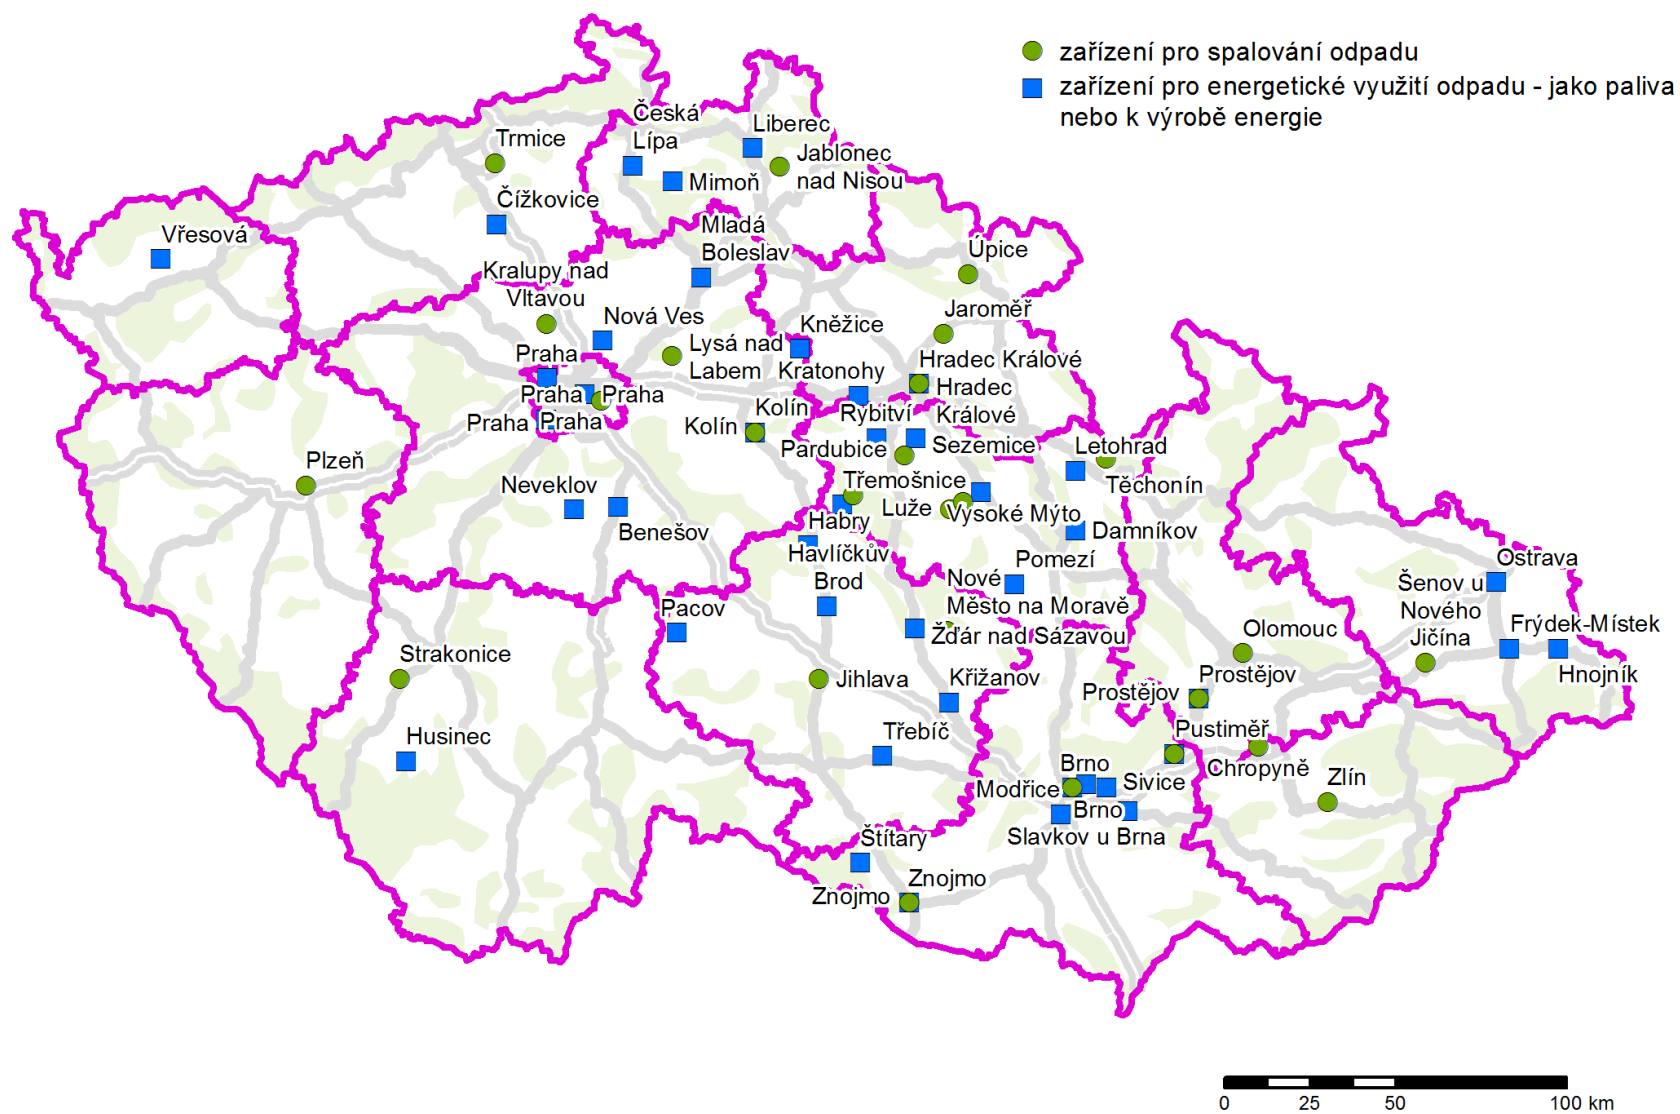 zařízení pro spalování odpadu
zařízení pro energetické využití odpadu - jako paliva
nebo k výrobě energie
Česká
Lípa
Liberec
Trmice
Jablonec
nad Nisou
Mimoň
Čížkovice
Mladá
Boleslav
Vřesová
Úpice
Kralupy nad
Vltavou
Jaroměř
Nová Ves
Kněžice
Lysá nad
Labem
Praha
Hradec Králové
Kratonohy
Hradec
Králové
Praha
Praha
Kolín
Rybitví
Praha
Praha
Kolín
Pardubice
Sezemice
Letohrad
Plzeň
Těchonín
Neveklov
Třemošnice
Luže
Vysoké Mýto
Benešov
Habry
Damníkov
Havlíčkův
Brod
Pomezí
Ostrava
Nové
Město na Moravě
Šenov u
Nového
Jičína
Pacov
Žďár nad Sázavou
Olomouc
Frýdek-Místek
Strakonice
Jihlava
Křižanov
Prostějov
Prostějov
Hnojník
Husinec
Třebíč
Pustiměř
Brno
Chropyně
Modřice
Sivice
Zlín
Brno
Štítary
Slavkov u Brna
Znojmo
Znojmo
0 25 50 100 km